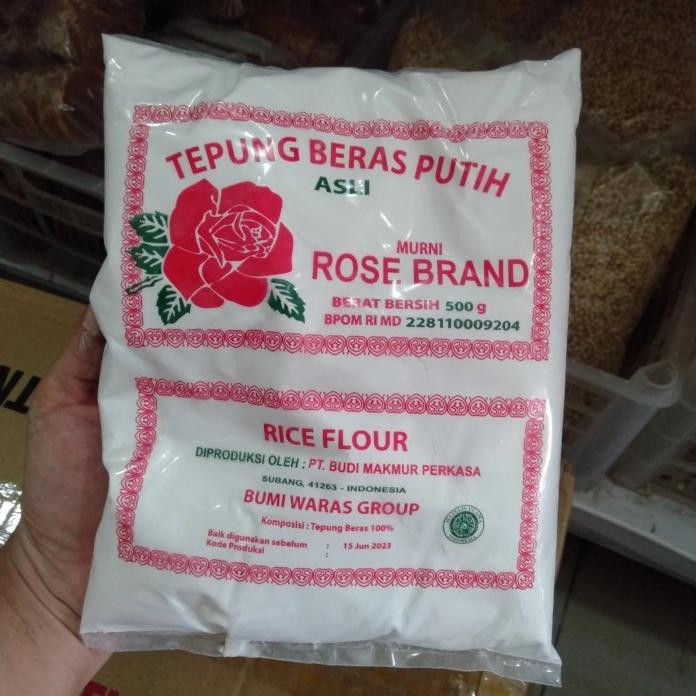 TEPUNG BERAS PUTIH
ASLI
MURNI
ROSE BRAND
BERAT BERSIH 500 g
BPOM RI MD 228110009204
RICE FLOUR
DIPRODUKSI OLEH : PT. BUDI MAKMUR PERKASA
SUBANG, 41263 - INDONESIA
BUMI WARAS GROUP
Komposisi : Tepung Beras 100%
Baik digunakan sebelum : 15 Jun 2023
Kode Produksi :